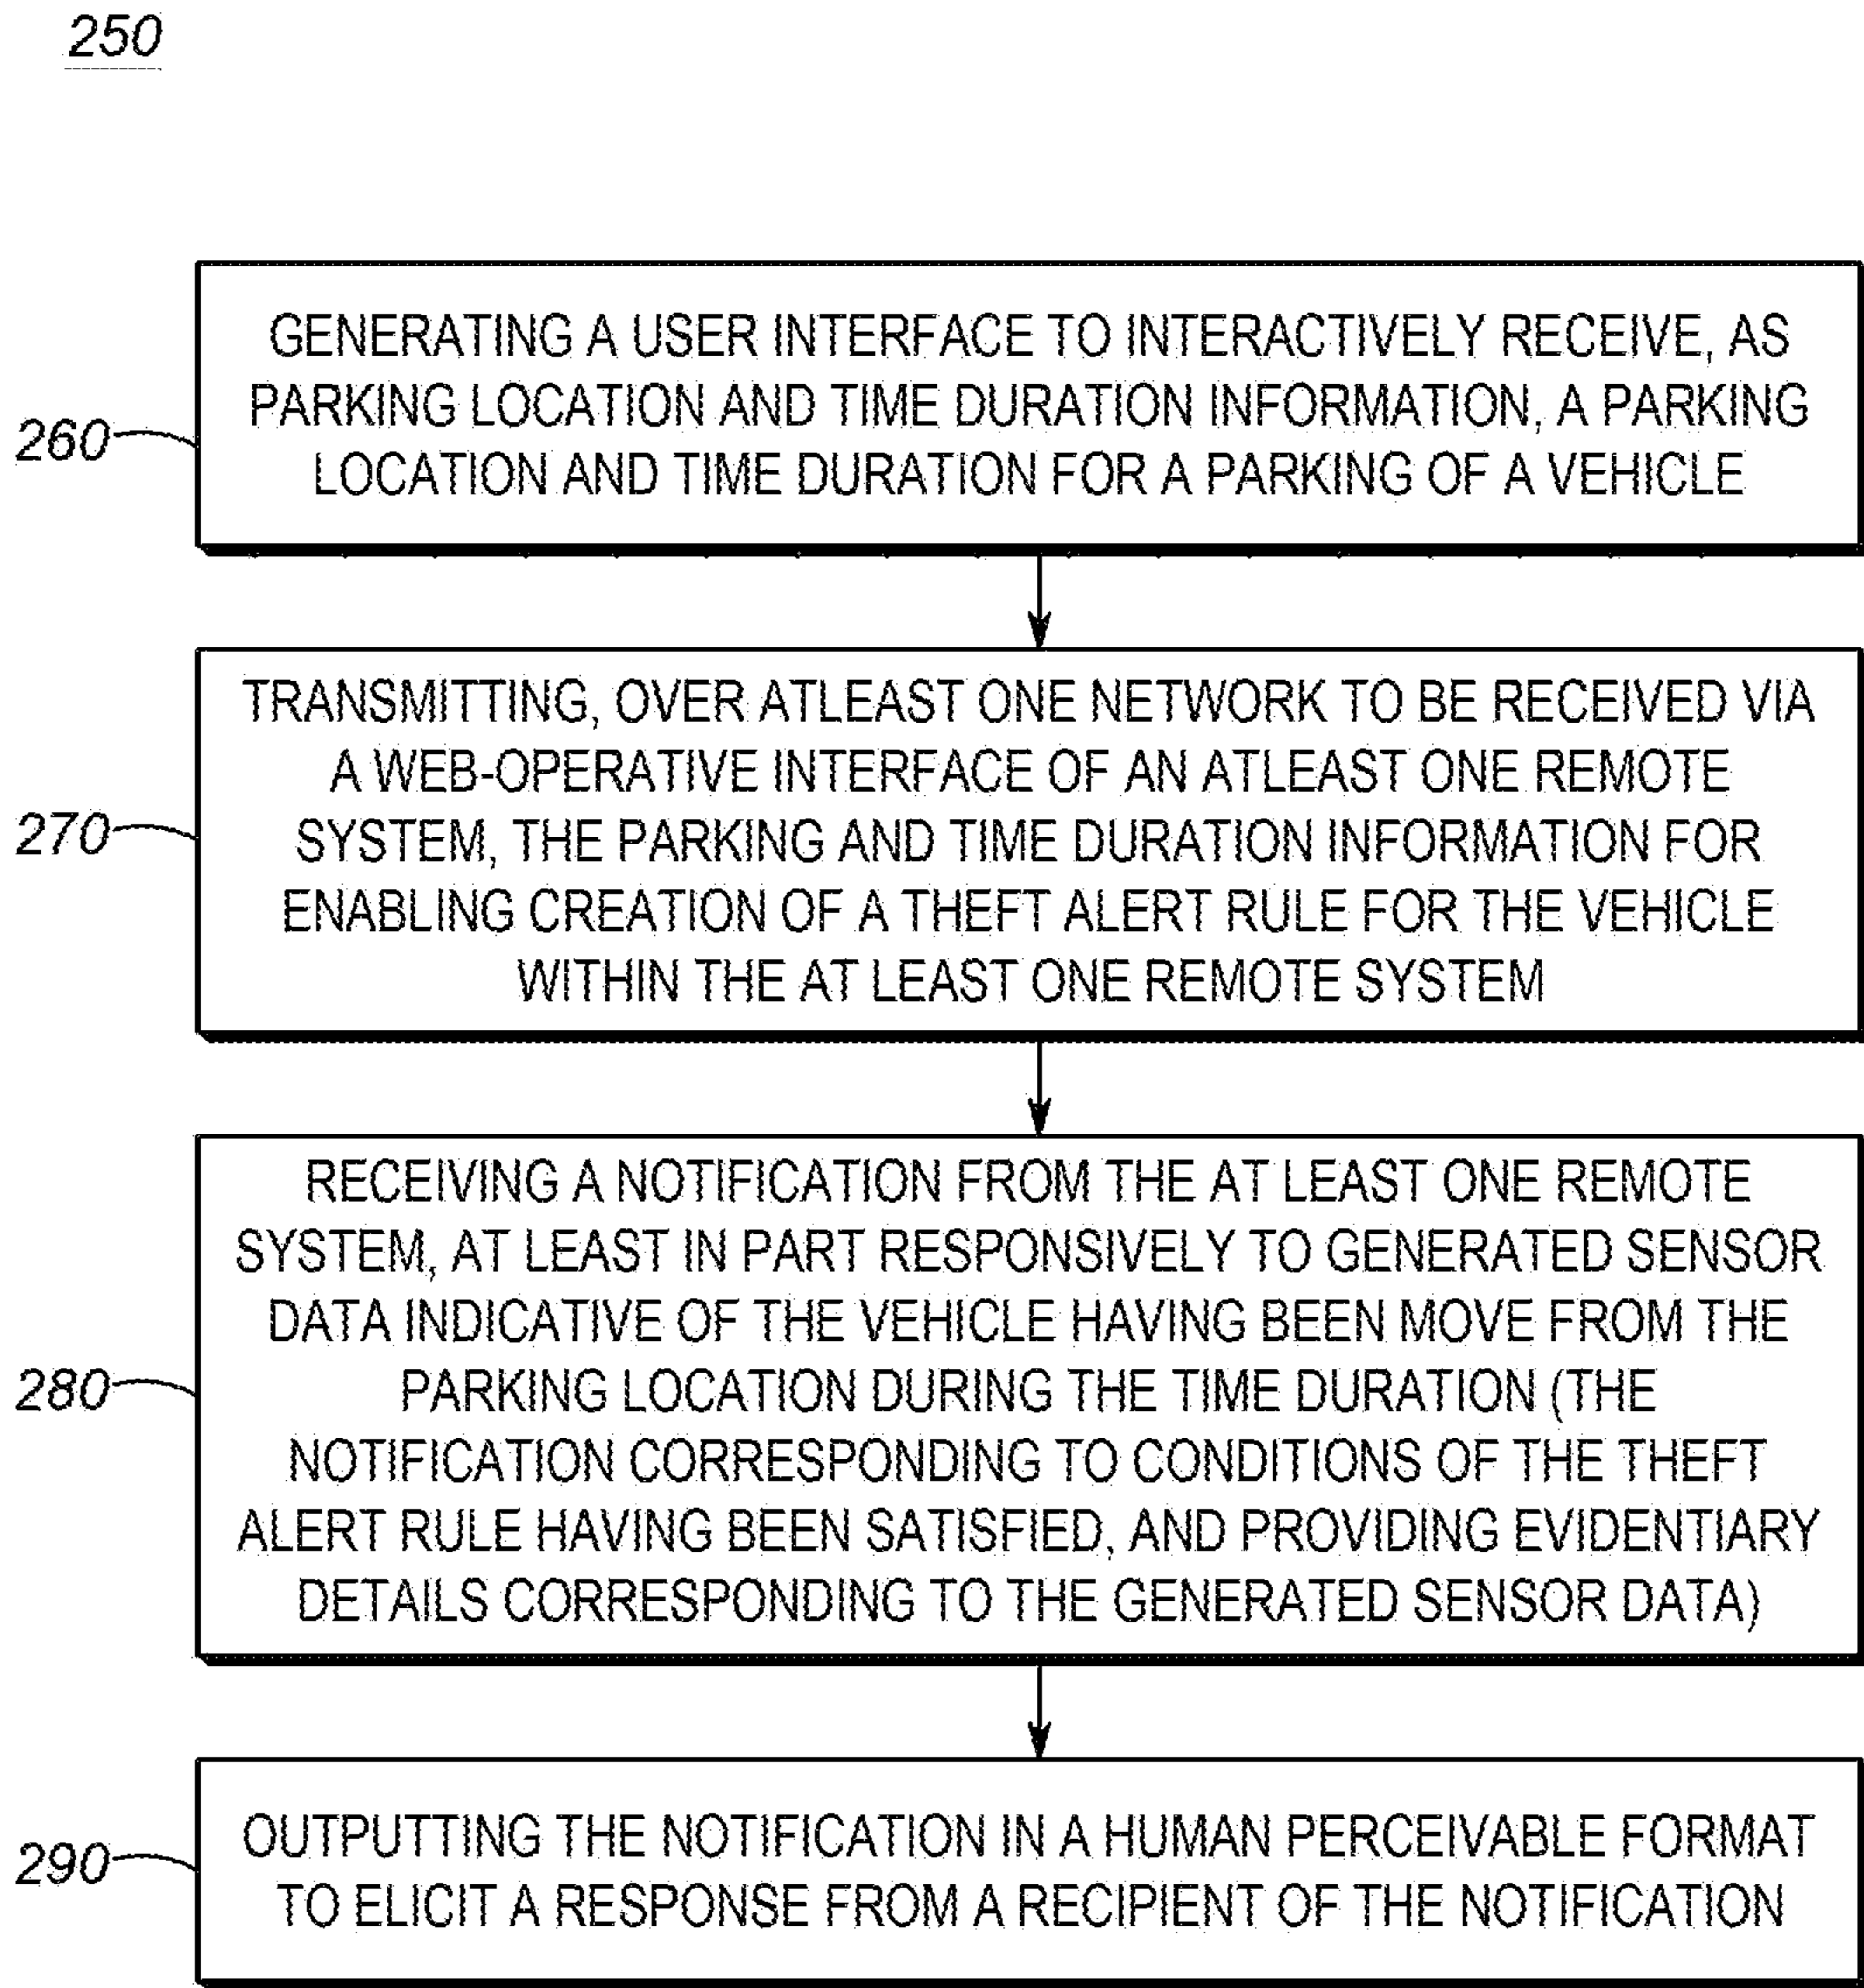 250
GENERATING A USER INTERFACE TO INTERACTIVELY RECEIVE, AS
PARKING LOCATION AND TIME DURATION INFORMATION, A PARKING
LOCATION AND TIME DURATION FOR A PARKING OF A VEHICLE
260
TRANSMITTING, OVER ATLEAST ONE NETWORK TO BE RECEIVED VIA
A WEB-OPERATIVE INTERFACE OF AN ATLEAST ONE REMOTE
SYSTEM, THE PARKING AND TIME DURATION INFORMATION FOR
ENABLING CREATION OF A THEFT ALERT RULE FOR THE VEHICLE
WITHIN THE AT LEAST ONE REMOTE SYSTEM
270
RECEIVING A NOTIFICATION FROM THE AT LEAST ONE REMOTE
SYSTEM, AT LEAST IN PART RESPONSIVELY TO GENERATED SENSOR
DATA INDICATIVE OF THE VEHICLE HAVING BEEN MOVE FROM THE
PARKING LOCATION DURING THE TIME DURATION (THE
NOTIFICATION CORRESPONDING TO CONDITIONS OF THE THEFT
ALERT RULE HAVING BEEN SATISFIED, AND PROVIDING EVIDENTIARY
DETAILS CORRESPONDING TO THE GENERATED SENSOR DATA)
280
OUTPUTTING THE NOTIFICATION IN A HUMAN PERCEIVABLE FORMAT
TO ELICIT A RESPONSE FROM A RECIPIENT OF THE NOTIFICATION
290